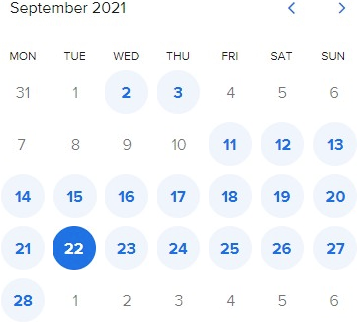 September 2021
MON TUE WED THU FRI SAT SUN
31 1 2 3 4 5 6
7 8 9 10 11 12 13
14 15 16 17 18 19 20
21 22 23 24 25 26 27
28 1 2 3 4 5 6